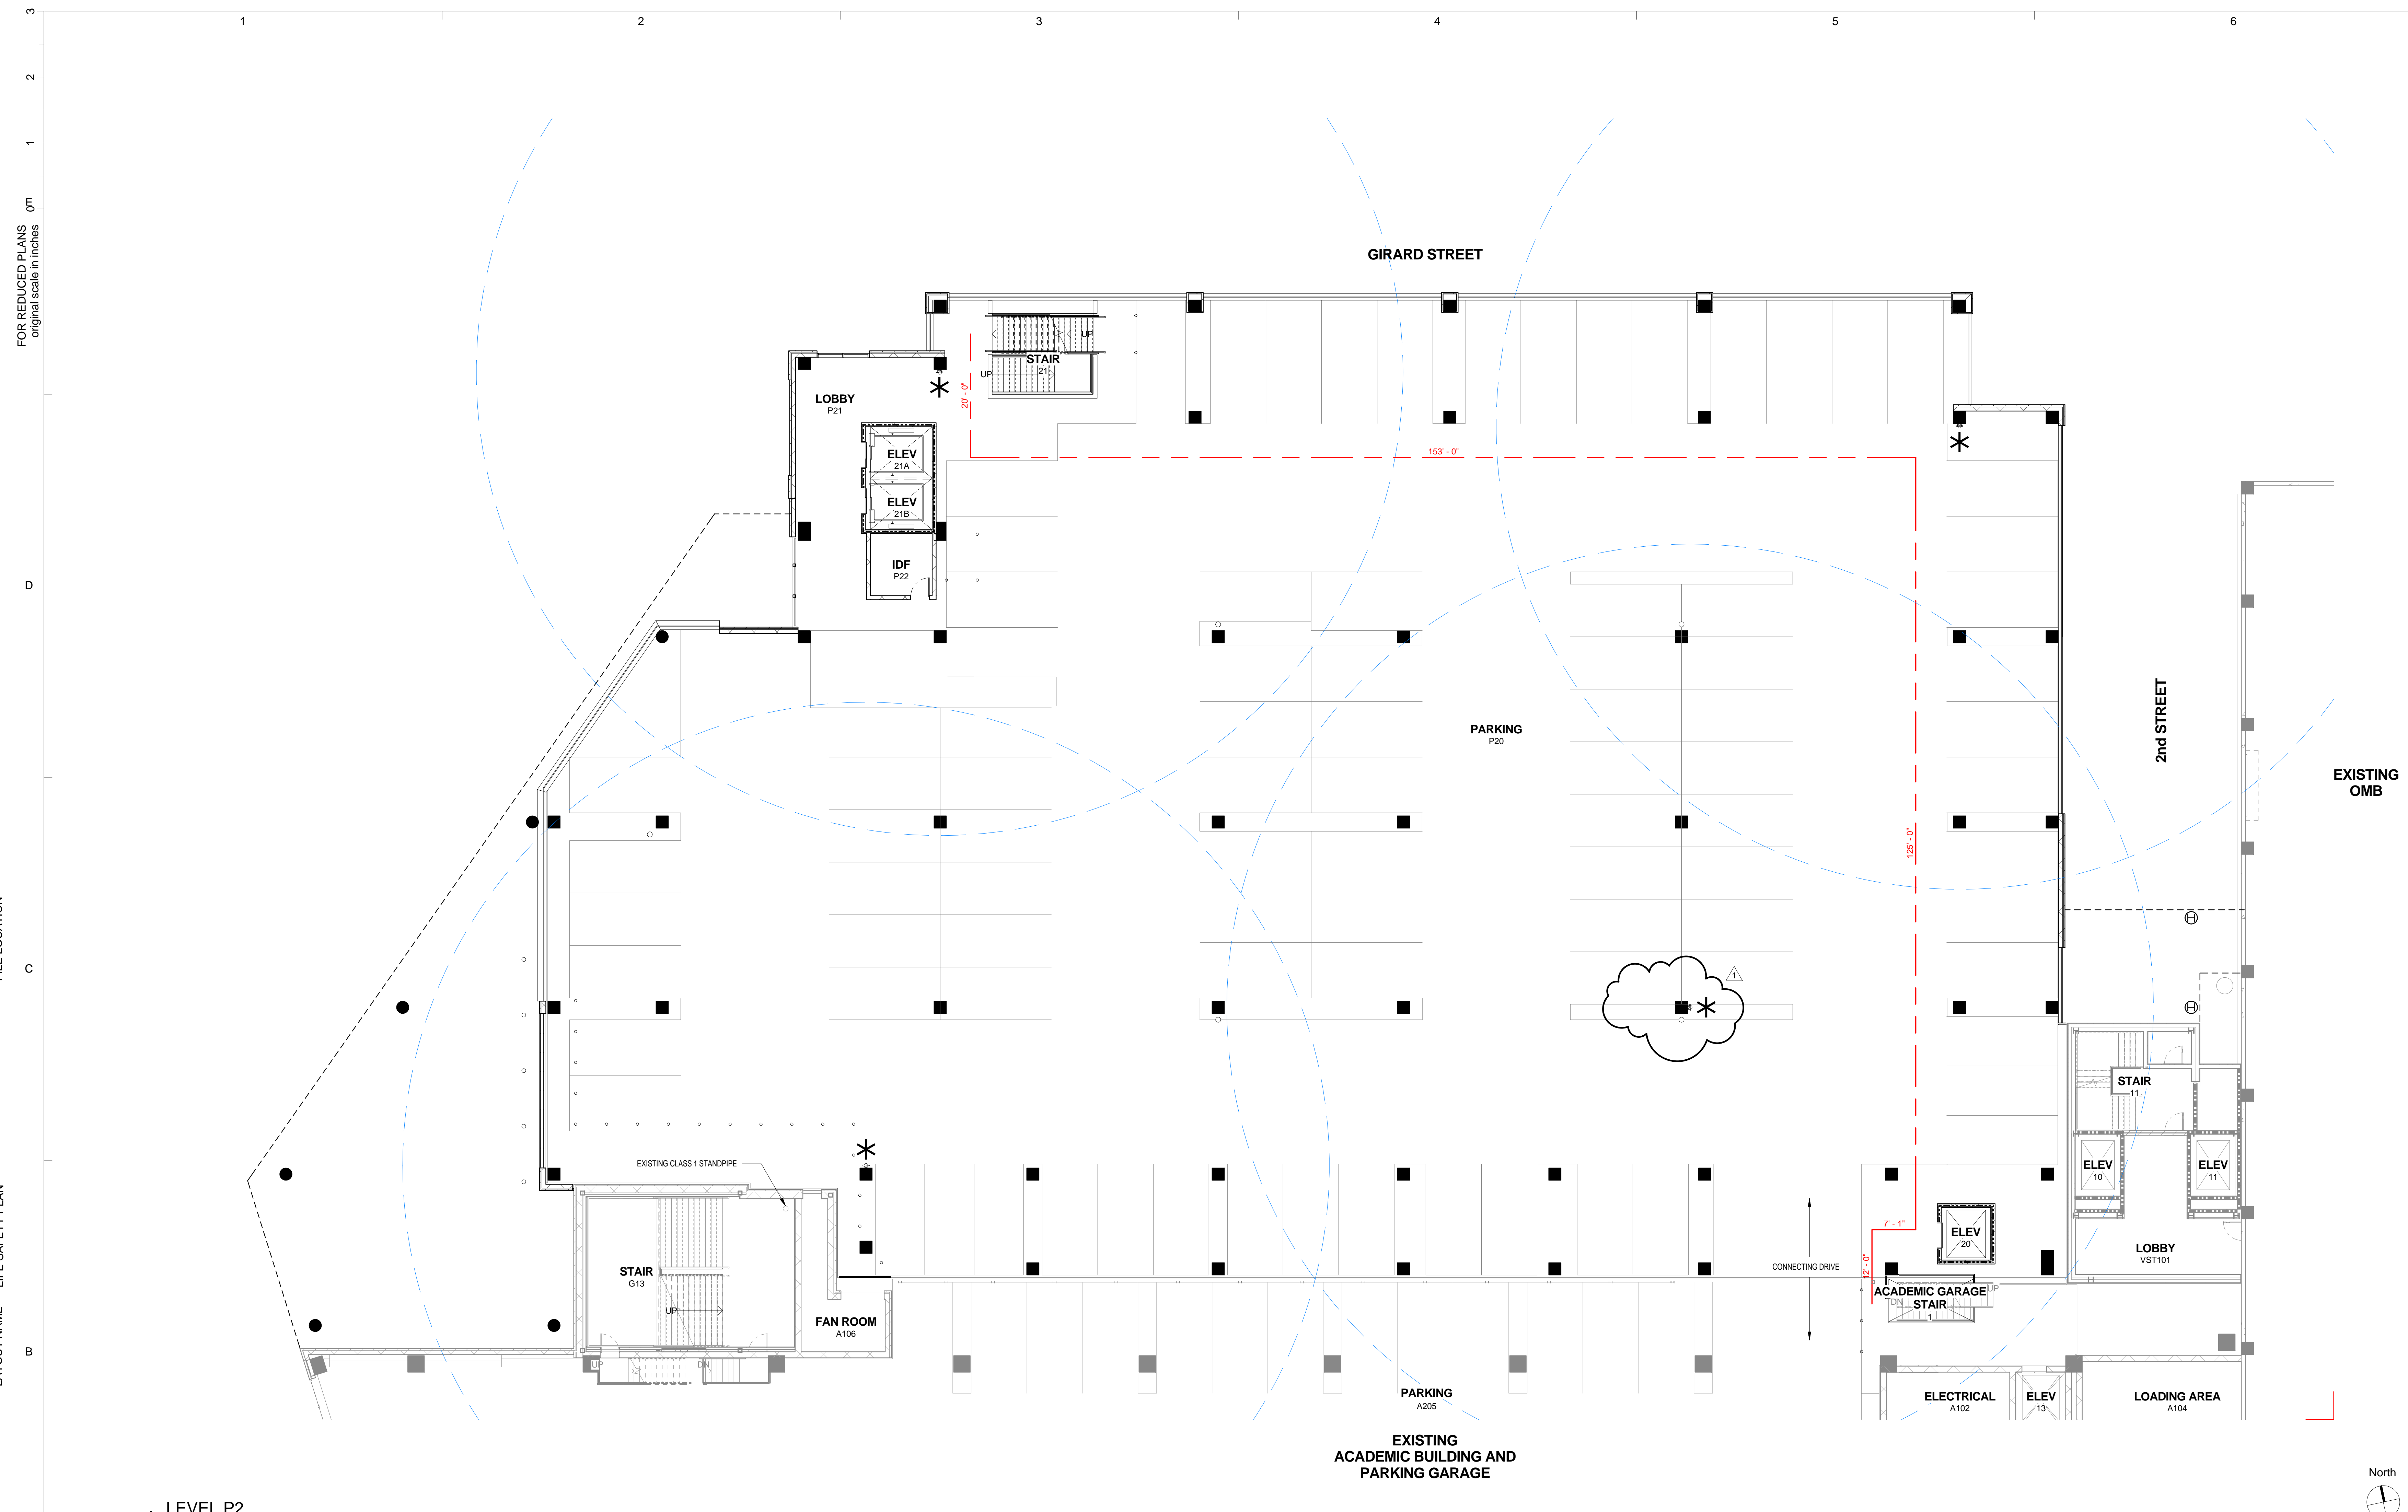 1
2
3
4
5
6
3
2
1
0
FOR REDUCED PLANS
original scale in inches
GIRARD STREET
UP
STAIR
21
UP
20' - 0"
LOBBY
P21
153' - 0"
ELEV
21A
ELEV
21B
IDF
P22
D
2nd STREET
PARKING
P20
EXISTING
OMB
125' - 0"
H
C
1
H
STAIR
11
EXISTING CLASS 1 STANDPIPE
ELEV
10
ELEV
11
7' - 1"
ELEV
20
LOBBY
VST101
STAIR
G13
CONNECTING DRIVE
12' - 0"
UP
ACADEMIC GARAGE
STAIR
1
DN
UP
FAN ROOM
A106
B
UP
DN
PARKING
A205
ELECTRICAL
A102
ELEV
13
LOADING AREA
A104
EXISTING
ACADEMIC BUILDING AND
PARKING GARAGE
North
LEVEL P2